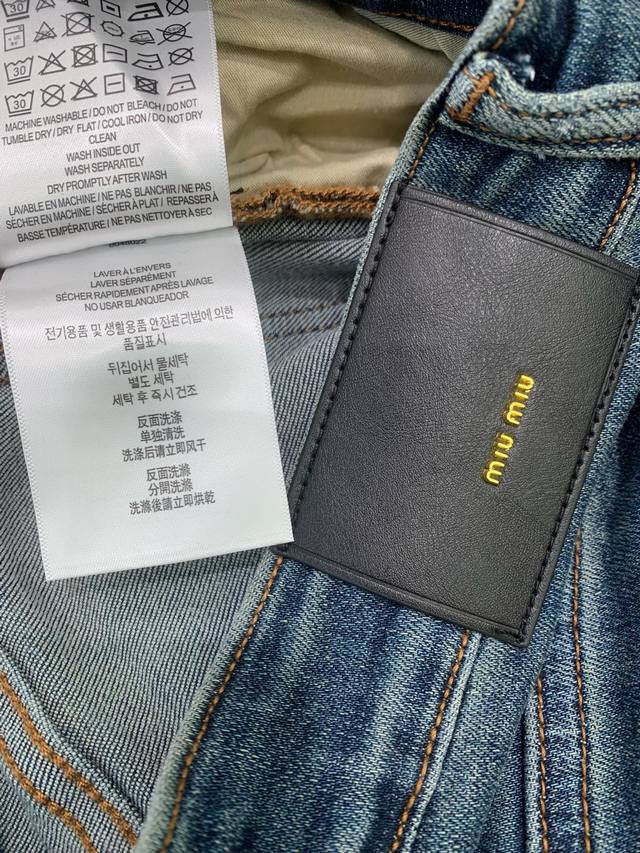 30
30
30
MACHINE WASHABLE / DO NOT BLEACH / DO NOT
TUMBLE DRY / DRY FLAT / COOL IRON / DO NOT DRY
CLEAN
WASH INSIDE OUT
WASH SEPARATELY
DRY PROMPTLY AFTER WASH
LAVABLE EN MACHINE / NE PAS BLANCHIR / NE PAS
SÉCHER EN MACHINE / SÉCHER À PLAT / REPASSER À
BASSE TEMPÉRATURE / NE PAS NETTOYER À SEC
LAVER À L'ENVERS
LAVER SÉPARÉMENT
SÉCHER RAPIDEMENT APRÈS LAVAGE
NO USAR BLANQUEADOR
전기용품 및 생활용품 안전관리법에 의한
품질표시
뒤집어서 물세탁
별도 세탁
세탁 후 즉시 건조
反面洗涤
单独清洗
洗涤后请立即风干
反面洗滌
分開洗滌
洗滌後請立即烘乾
MIU MIU